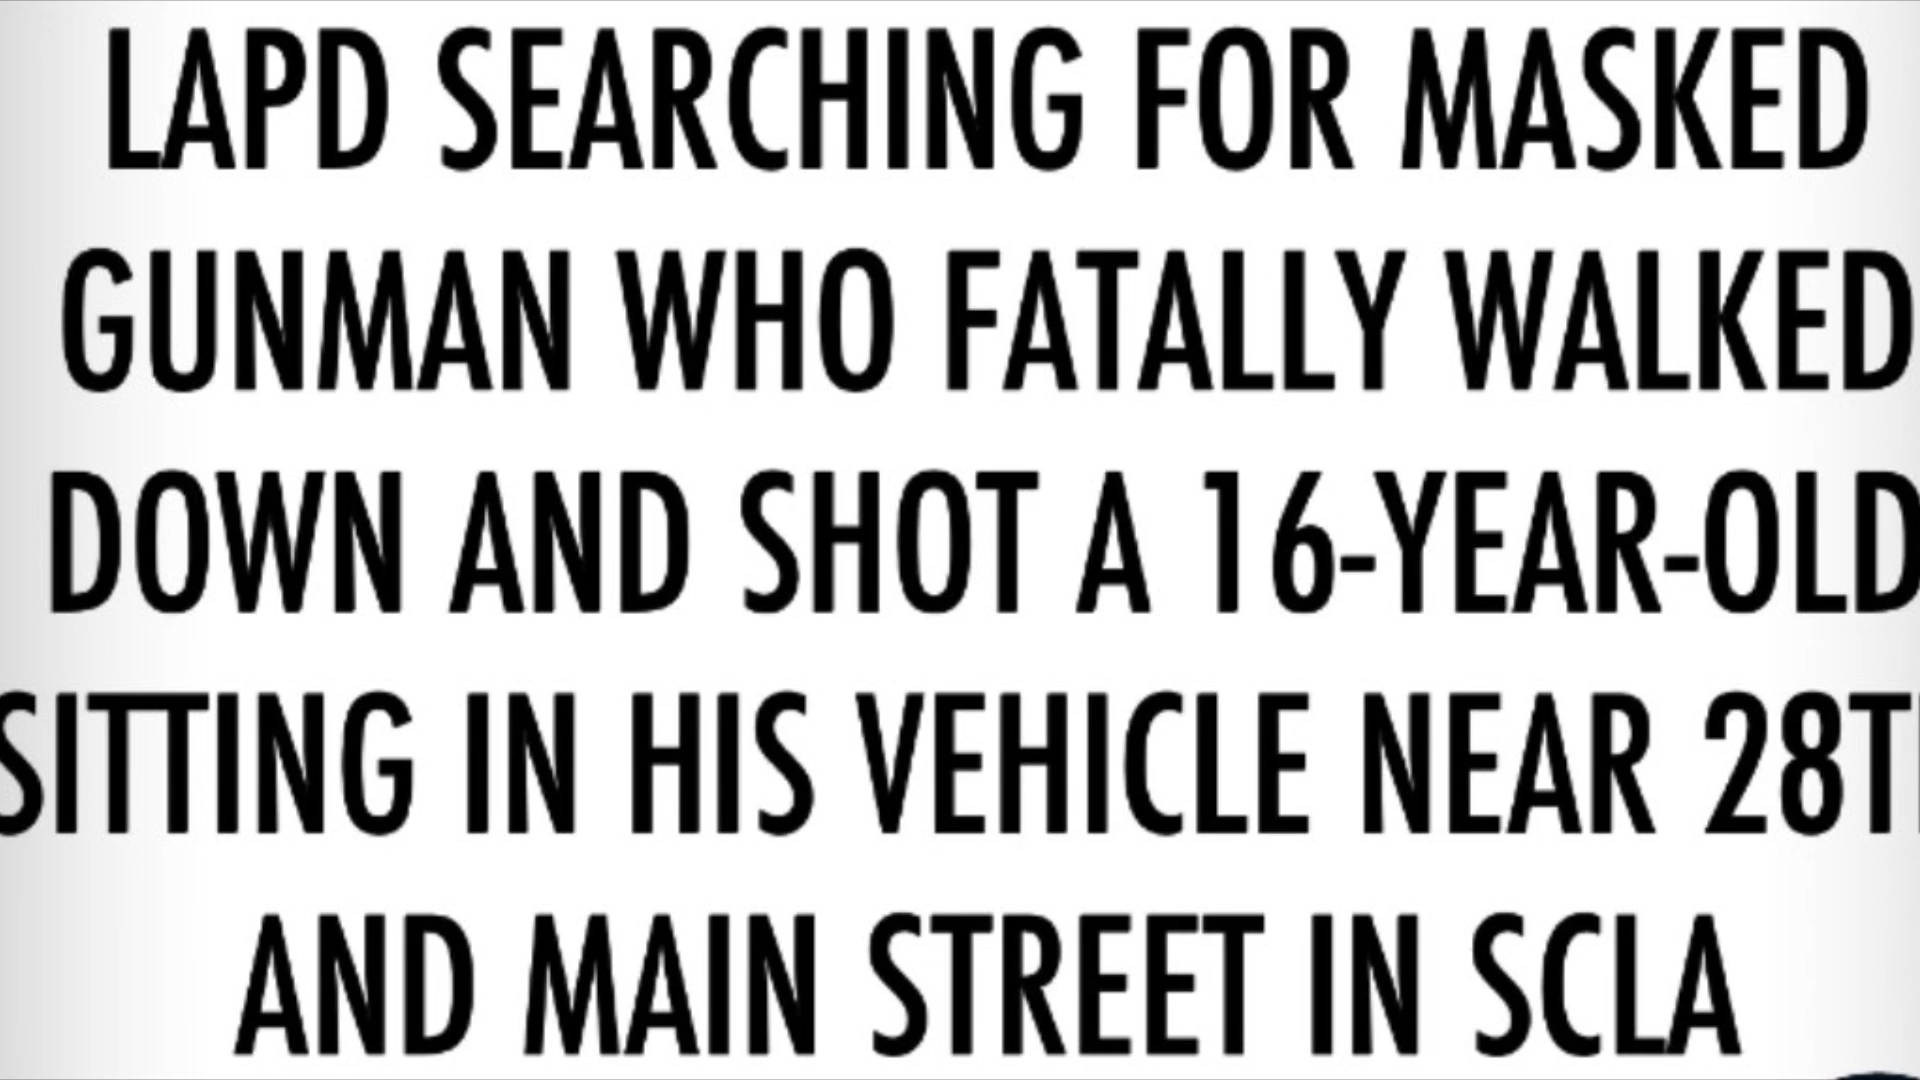 LAPD SEARCHING FOR MASKED
GUNMAN WHO FATALLY WALKED
DOWN AND SHOT A 16-YEAR-OLD
SITTING IN HIS VEHICLE NEAR 28T
AND MAIN STREET IN SCLA